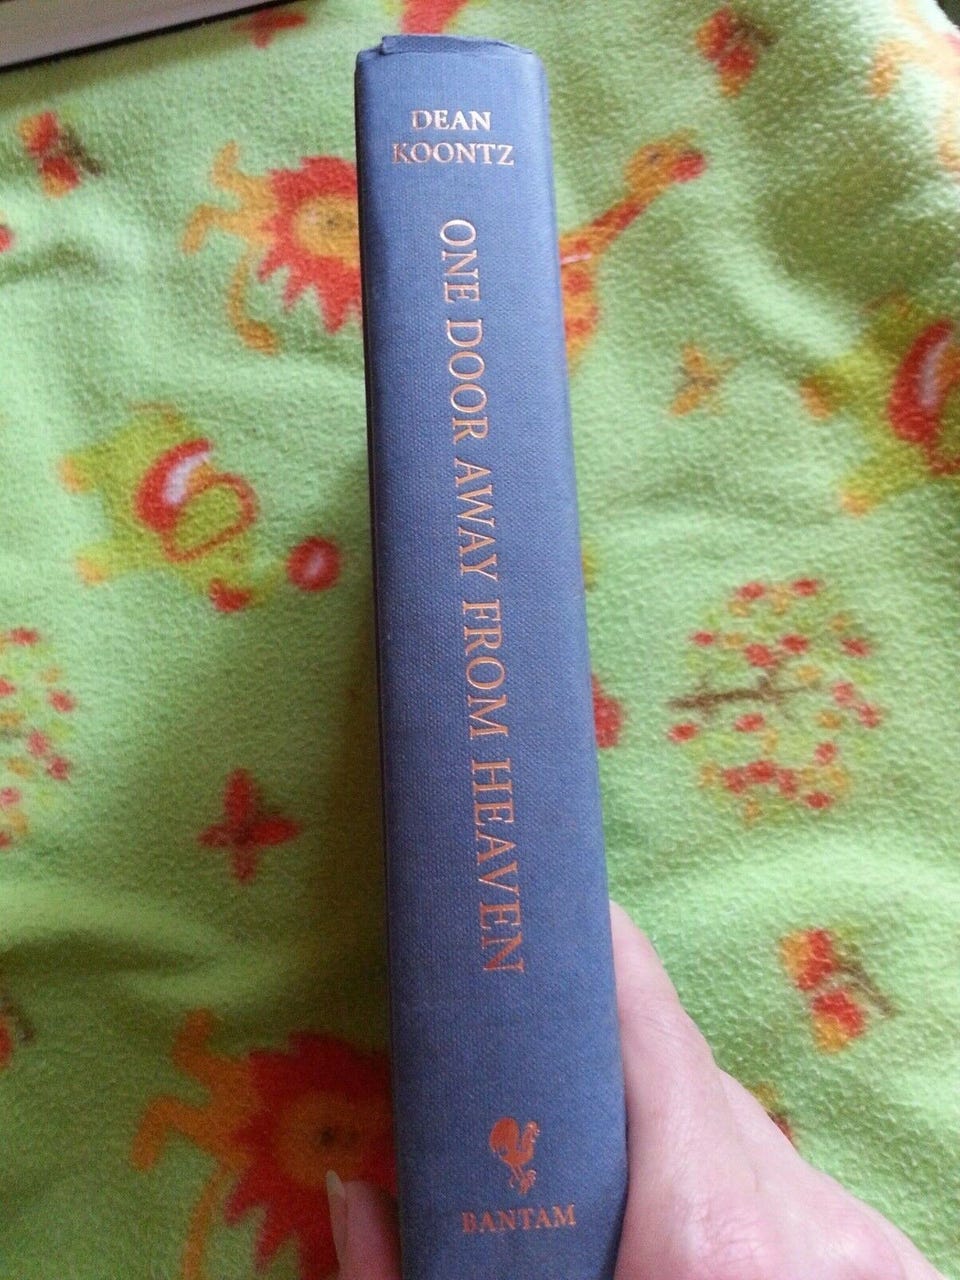 DEAN
KOONTZ
ONE DOOR AWAY FROM HEAVEN
BANTAM